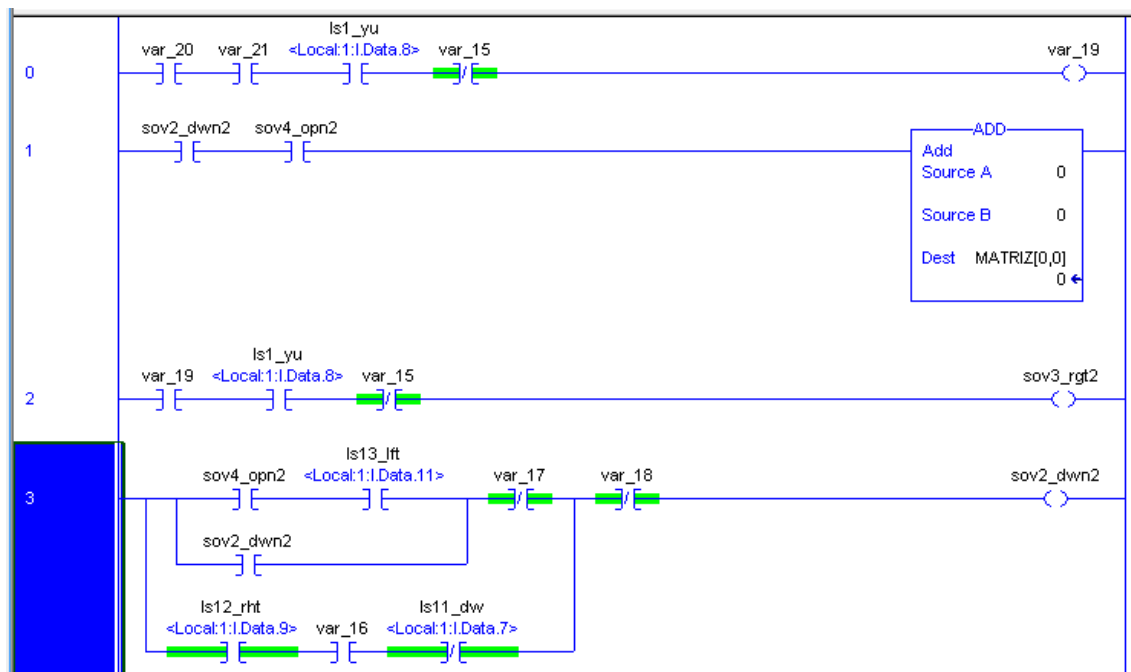 ls1_yu
var_20 var_21 <Local:1:I.Data.8> var_15 var_19
0
sov2_dwn2 sov4_opn2
1
ADD
Add
Source A 0
Source B 0
Dest MATRIZ[0,0]
0
ls1_yu
var_19 <Local:1:I.Data.8> var_15 sov3_rgt2
2
ls13_lft
sov4_opn2 <Local:1:I.Data.11> var_17 var_18 sov2_dwn2
3
sov2_dwn2
ls12_rht ls11_dw
<Local:1:I.Data.9> var_16 <Local:1:I.Data.7>